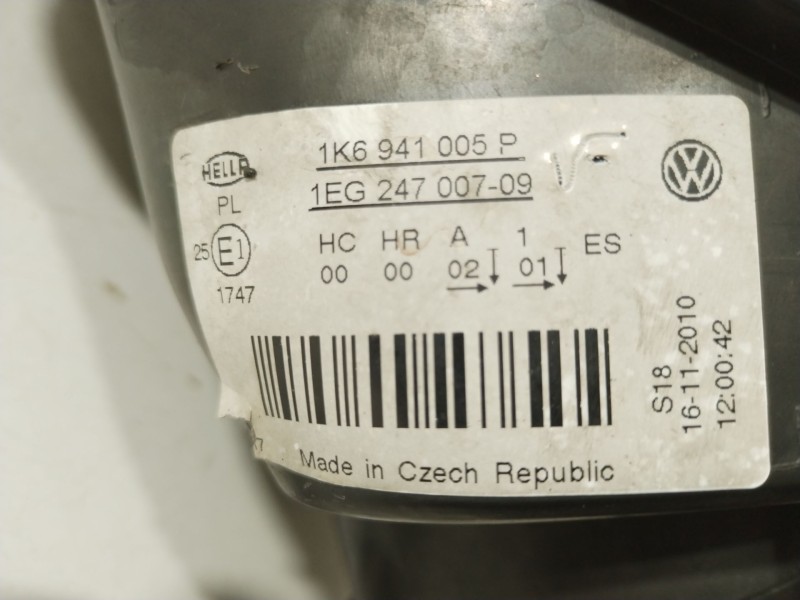 HELLA
1K6 941 005 P
1EG 247 007-09
VW
PL
25 E1
1747
HC HR A 1 ES
00 00 02 01
S18
16-11-2010
12:00:42
Made in Czech Republic